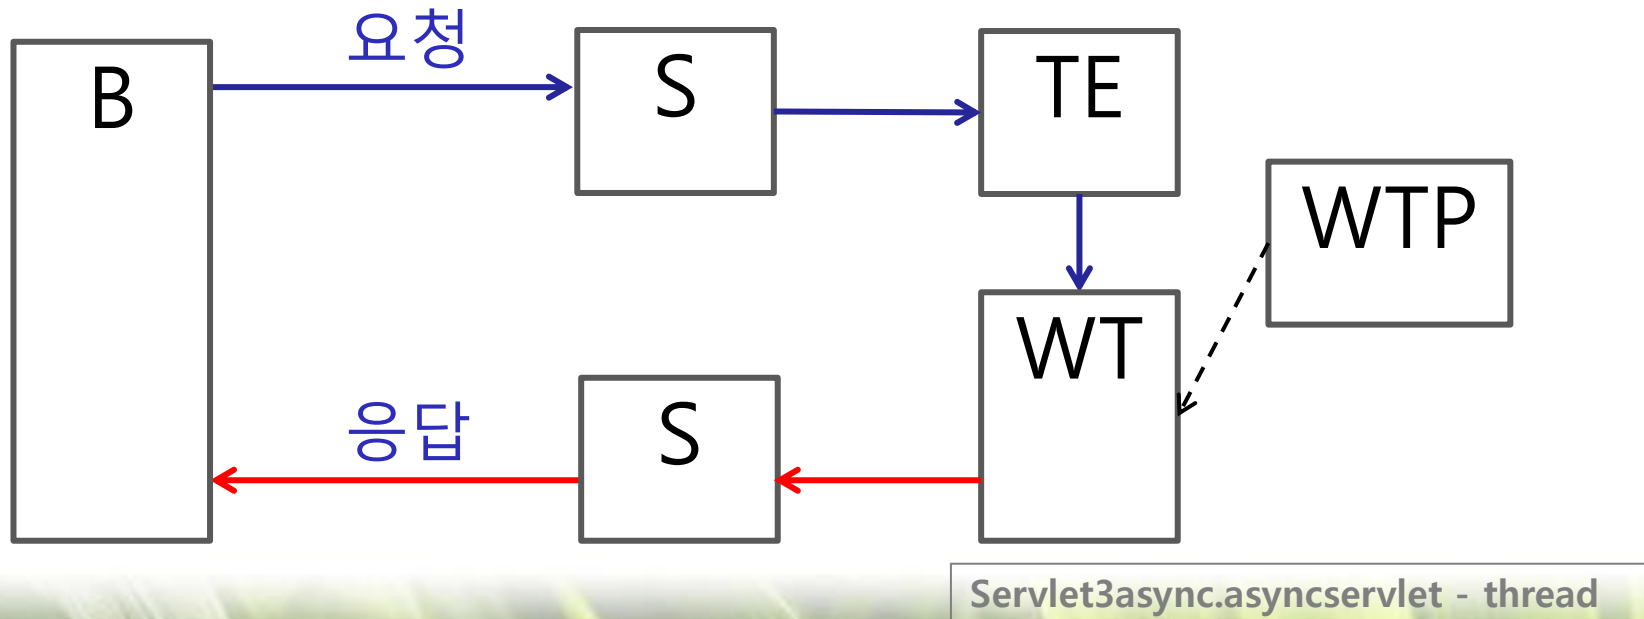 요청
B
S
TE
WTP
WT
응답
S
Servlet3async.asyncservlet - thread